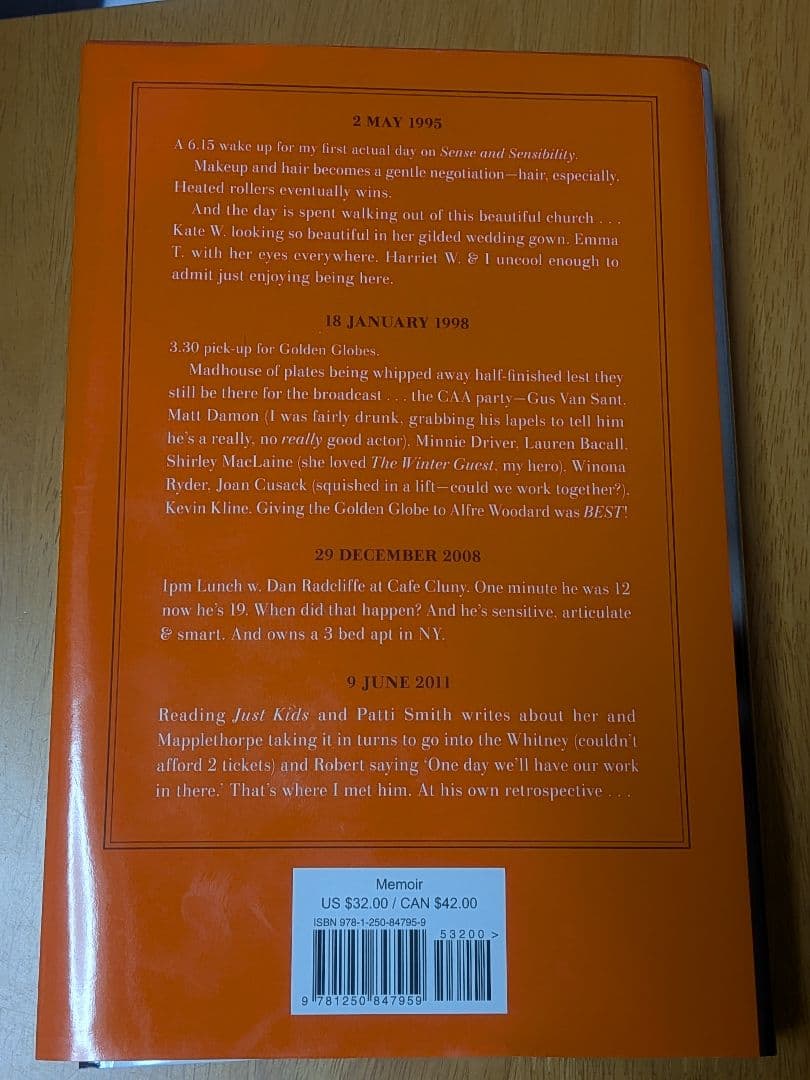 2 MAY 1995
A 6.15 wake up for my first actual day on Sense and Sensibility.
Makeup and hair becomes a gentle negotiation—hair, especially.
Heated rollers eventually wins.
And the day is spent walking out of this beautiful church . . .
Kate W. looking so beautiful in her gilded wedding gown. Emma
T. with her eyes everywhere. Harriet W. & I uncool enough to
admit just enjoying being here.
18 JANUARY 1998
3.30 pick-up for Golden Globes.
Madhouse of plates being whipped away half-finished lest they
still be there for the broadcast . . . the CAA party—Gus Van Sant,
Matt Damon (I was fairly drunk, grabbing his lapels to tell him
he's a really, no really good actor), Minnie Driver, Lauren Bacall,
Shirley MacLaine (she loved The Winter Guest, my hero), Winona
Ryder, Joan Cusack (squished in a lift—could we work together?),
Kevin Kline. Giving the Golden Globe to Alfre Woodard was BEST!
29 DECEMBER 2008
1pm Lunch w. Dan Radcliffe at Cafe Cluny. One minute he was 12
now he's 19. When did that happen? And he's sensitive, articulate
& smart. And owns a 3 bed apt in NY.
9 JUNE 2011
Reading Just Kids and Patti Smith writes about her and
Mapplethorpe taking it in turns to go into the Whitney (couldn't
afford 2 tickets) and Robert saying 'One day we'll have our work
in there.' That's where I met him. At his own retrospective . . .
Memoir
US $32.00 / CAN $42.00
ISBN 978-1-250-84795-9
53200 >
9 781250 847959